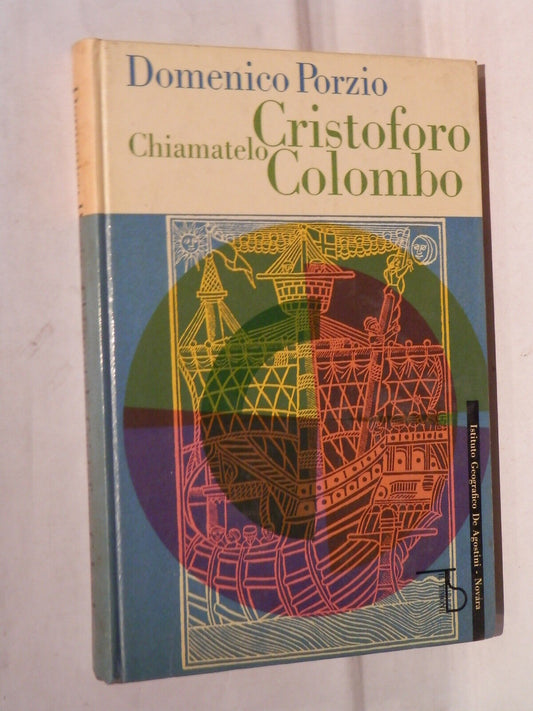 Domenico Porzio
Chiamatelo Cristoforo
Colombo
Istituto Geografico De Agostini - Novara